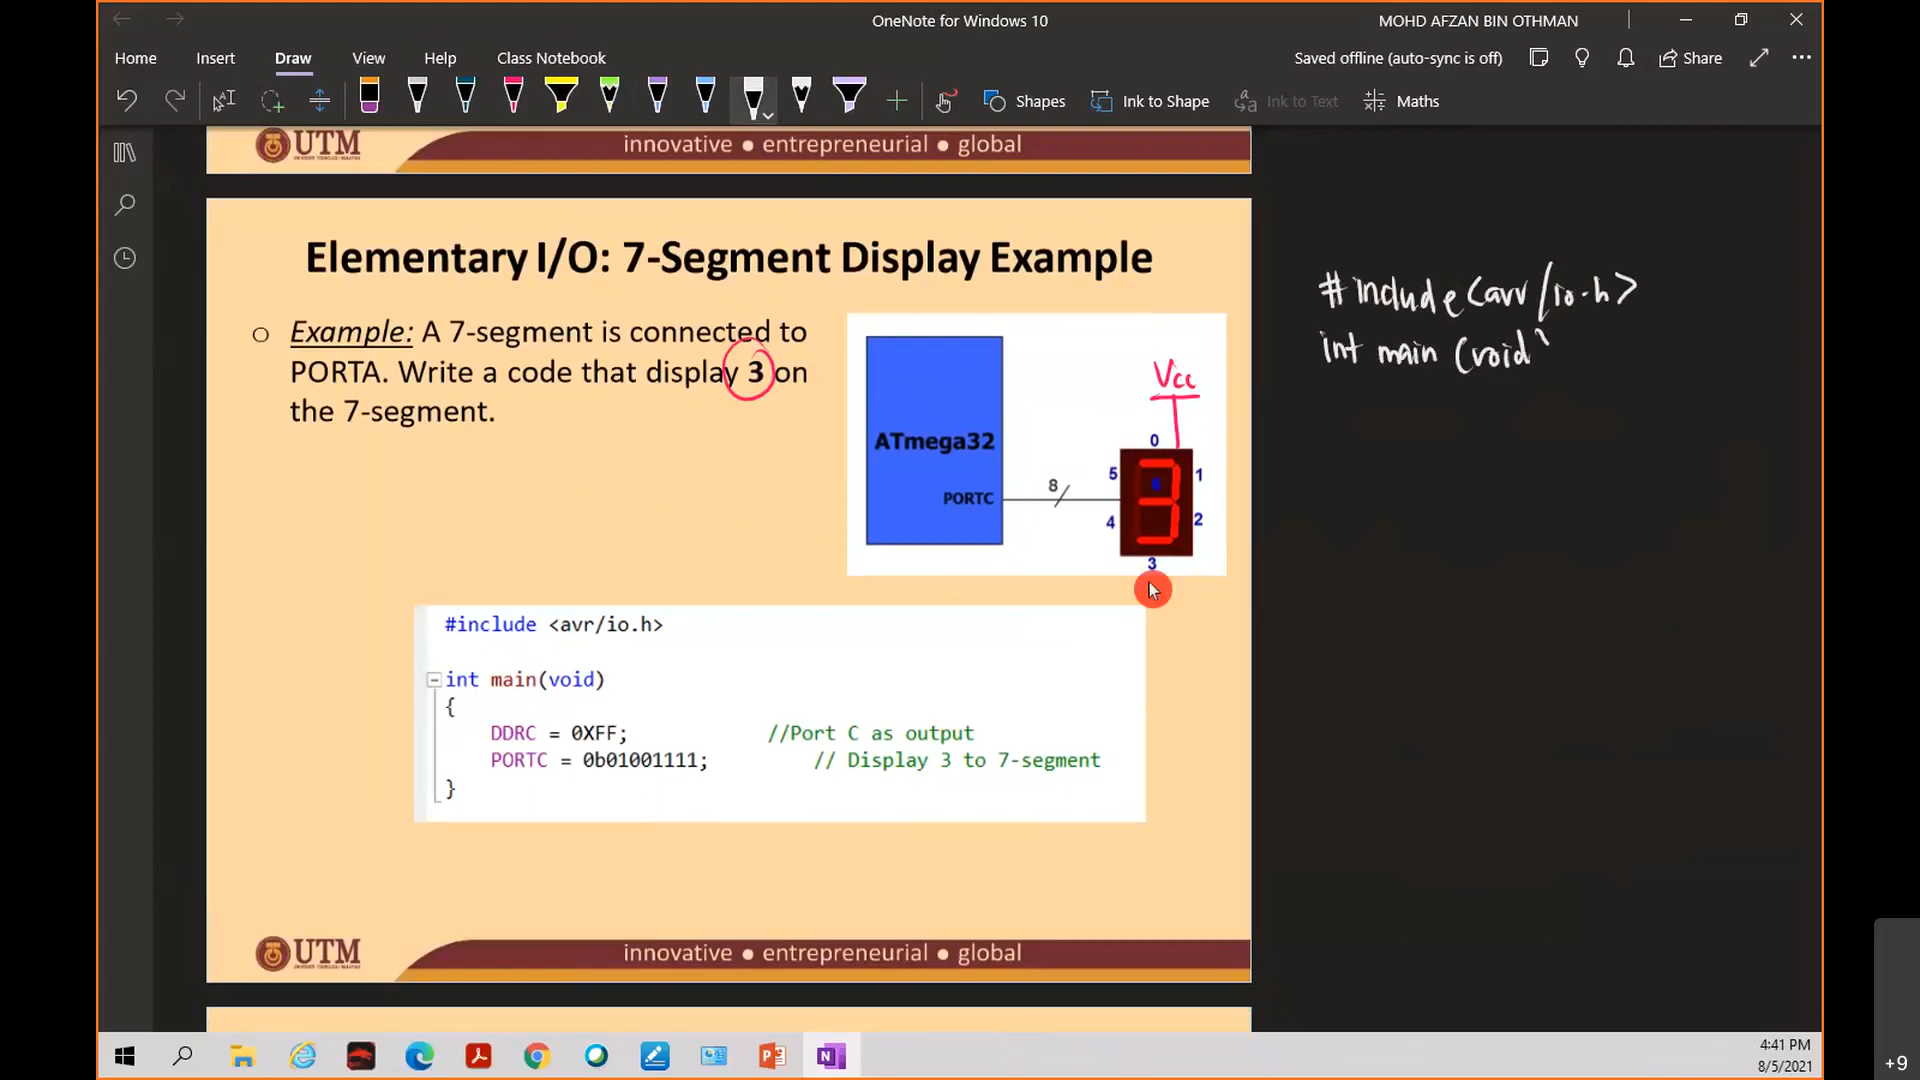 OneNote for Windows 10
MOHD AFZAN BIN OTHMAN
Home
Insert
Draw
View
Help
Class Notebook
Saved offline (auto-sync is off)
Share
Shapes
Ink to Shape
Ink to Text
Maths
UTM
innovative ● entrepreneurial ● global
Elementary I/O: 7-Segment Display Example
o Example: A 7-segment is connected to
PORTA. Write a code that display 3 on
the 7-segment.
Vcc
ATmega32
PORTC
8
0
5
1
6
4
2
3
#include <avr/io.h>
int main(void)
{
DDRC = 0XFF; //Port C as output
PORTC = 0b01001111; // Display 3 to 7-segment
}
#include <avr/io.h>
int main (void)
UTM
innovative ● entrepreneurial ● global
4:41 PM
8/5/2021
+9